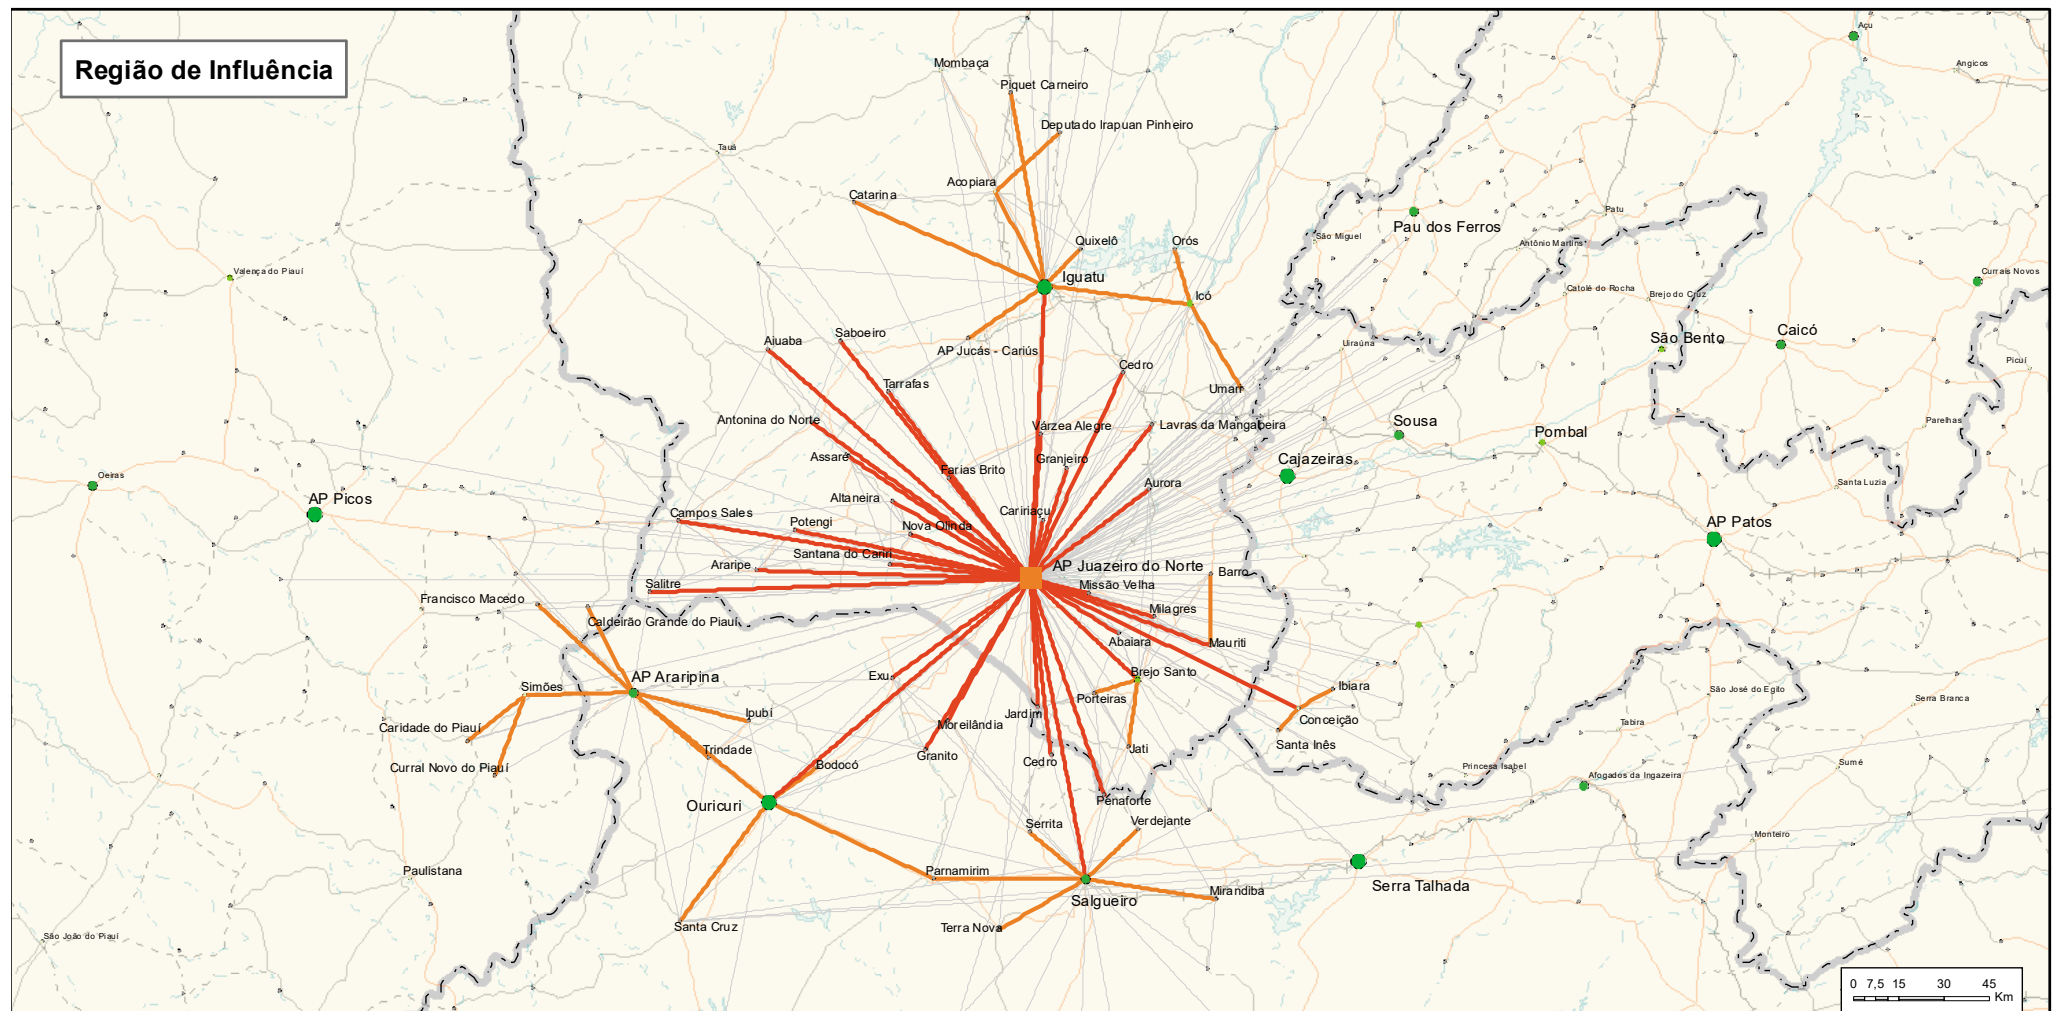 Região de Influência
Açu
Mombaça
Angicos
Piquet Carneiro
Deputado Irapuan Pinheiro
Tauá
Acopiara
Catarina
Patu
Pau dos Ferros
São Miguel
Quixelô
Orós
Antônio Martins
Valença do Piauí
Iguatu
Currais Novos
Icó
Catolé do Rocha
Brejo do Cruz
Saboeiro
Aiuaba
AP Jucás - Cariús
Uiraúna
São Bento
Caicó
Picuí
Cedro
Tarrafas
Umari
Antonina do Norte
Várzea Alegre
Lavras da Mangabeira
Sousa
Pombal
Parelhas
Assaré
Farias Brito
Granjeiro
Cajazeiras
Oeiras
Aurora
Santa Luzia
AP Picos
Altaneira
Campos Sales
Potengi
Nova Olinda
Caririaçu
AP Patos
Santana do Cariri
Araripe
AP Juazeiro do Norte
Barro
Salitre
Missão Velha
Francisco Macedo
Milagres
Caldeirão Grande do Piauí
Abaiara
Mauriti
AP Araripina
Exu
Brejo Santo
Simões
Ibiara
São José do Egito
Serra Branca
Porteiras
Ipubi
Jardim
Conceição
Moreilândia
Tabira
Caridade do Piauí
Santa Inês
Trindade
Jati
Granito
Cedro
Bodocó
Curral Novo do Piauí
Princesa Isabel
Afogados da Ingazeira
Sumé
Ouricuri
Penaforte
Serrita
Verdejante
Monteiro
Paulistana
Parnamirim
Serra Talhada
Mirandiba
Salgueiro
Santa Cruz
Terra Nova
São João do Piauí
0 7,5 15 30 45
Km